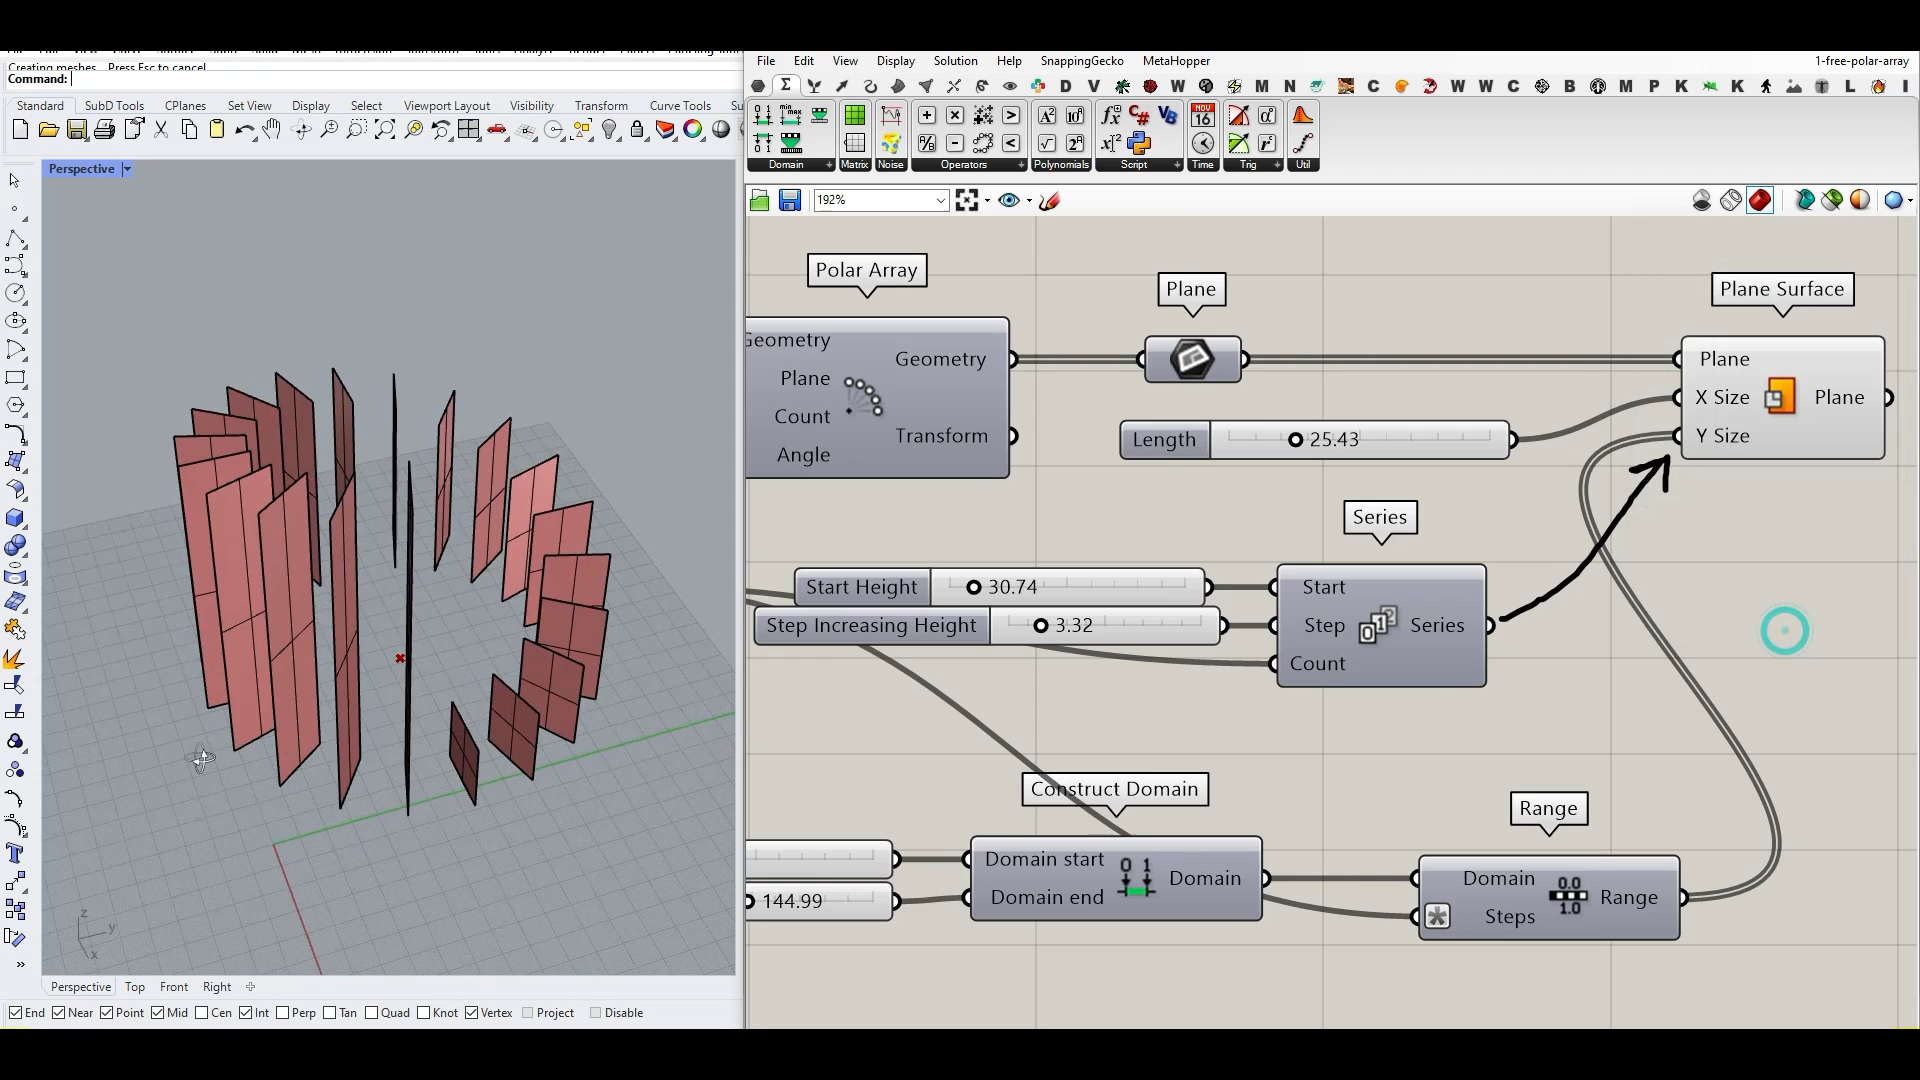 Creating meshes... Press Esc to cancel
Command:
Standard SubD Tools CPlanes Set View Display Select Viewport Layout Visibility Transform Curve Tools Su
Perspective
z
y
x
Perspective Top Front Right
End Near Point Mid Cen Int Perp Tan Quad Knot Vertex Project Disable
File Edit View Display Solution Help SnappingGecko MetaHopper 1-free-polar-array
D V W M N C C R W W C B M P K K L I
Domain Matrix Noise Operators Polynomials Script Time Trig Util
192%
Polar Array
Geometry
Plane
Count
Angle
Geometry
Transform
Plane
Plane Surface
Plane
X Size
Y Size
Plane
Length 25.43
Series
Start Height 30.74
Step Increasing Height 3.32
Start
Step
Count
Series
Construct Domain
Domain start
Domain end
Domain
144.99
Range
Domain
Steps
Range